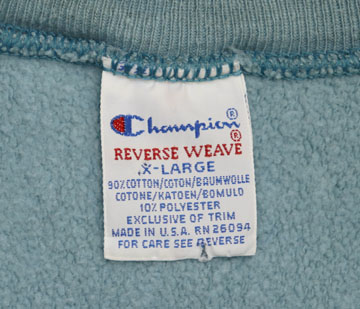 Champion®
REVERSE WEAVE®
X-LARGE
90% COTTON/COTON/BAUMWOLLE
COTONE/KATOEN/BOMULD
10% POLYESTER
EXCLUSIVE OF TRIM
MADE IN U.S.A. RN 26094
FOR CARE SEE REVERSE